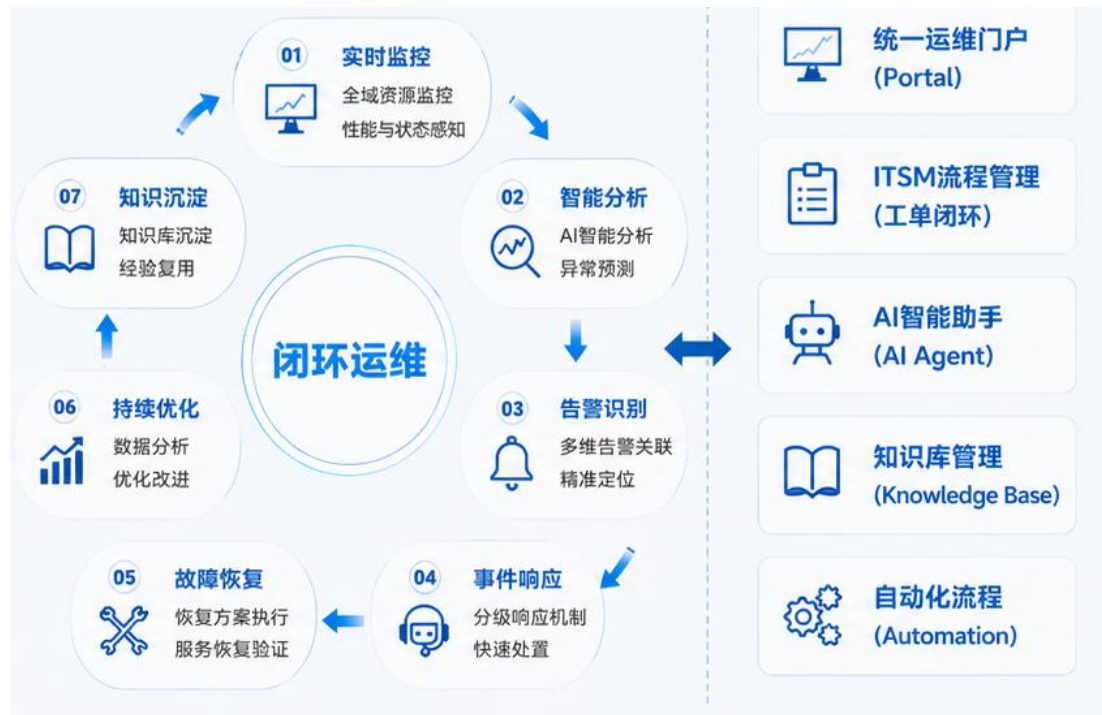 01 实时监控
全域资源监控
性能与状态感知
02 智能分析
AI智能分析
异常预测
03 告警识别
多维告警关联
精准定位
04 事件响应
分级响应机制
快速处置
05 故障恢复
恢复方案执行
服务恢复验证
06 持续优化
数据分析
优化改进
07 知识沉淀
知识库沉淀
经验复用
闭环运维
统一运维门户
(Portal)
ITSM流程管理
(工单闭环)
AI智能助手
(AI Agent)
知识库管理
(Knowledge Base)
自动化流程
(Automation)